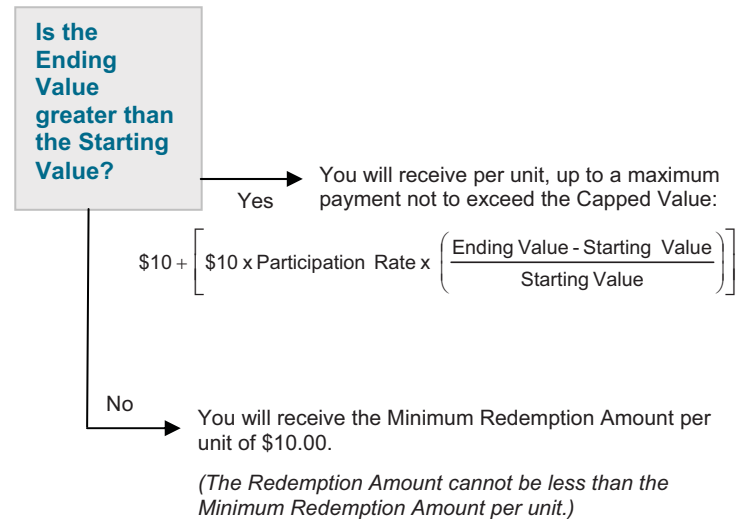 Is the
Ending
Value
greater than
the Starting
Value?
Yes
You will receive per unit, up to a maximum
payment not to exceed the Capped Value:
$10 + [ $10 x Participation Rate x ( Ending Value - Starting Value / Starting Value ) ]
No
You will receive the Minimum Redemption Amount per
unit of $10.00.
(The Redemption Amount cannot be less than the
Minimum Redemption Amount per unit.)